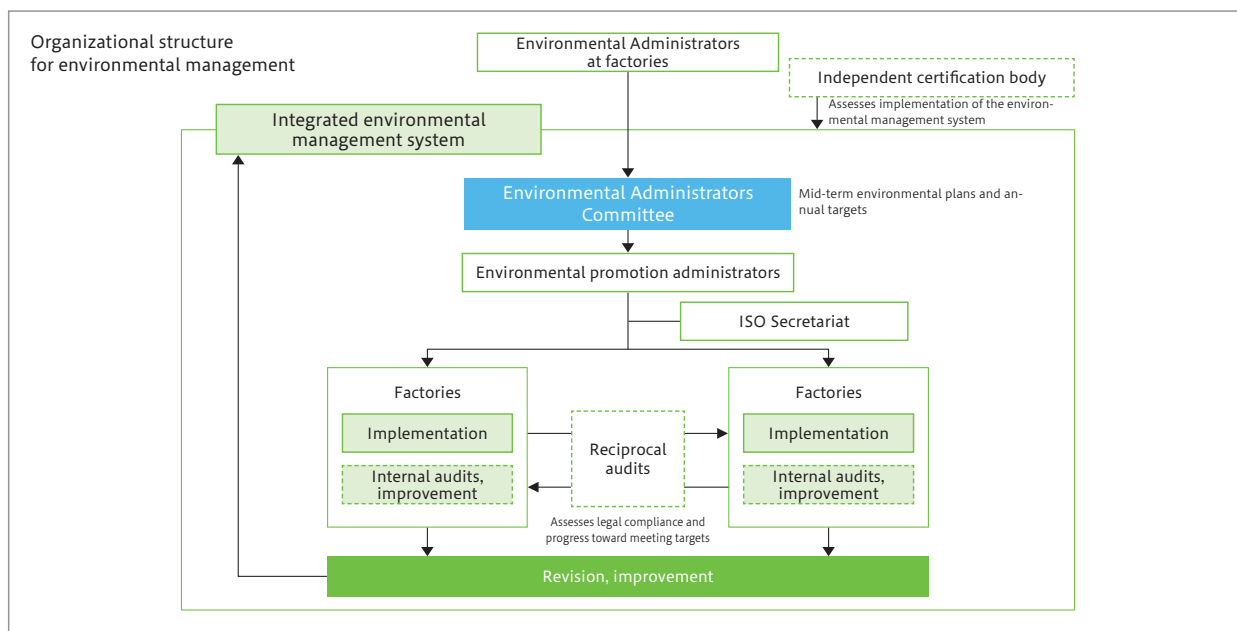 Organizational structure
for environmental management
Environmental Administrators
at factories
Independent certification body
Assesses implementation of the environ-
mental management system
Integrated environmental
management system
Environmental Administrators
Committee
Mid-term environmental plans and an-
nual targets
Environmental promotion administrators
ISO Secretariat
Factories
Implementation
Internal audits,
improvement
Reciprocal
audits
Assesses legal compliance and
progress toward meeting targets
Factories
Implementation
Internal audits,
improvement
Revision, improvement